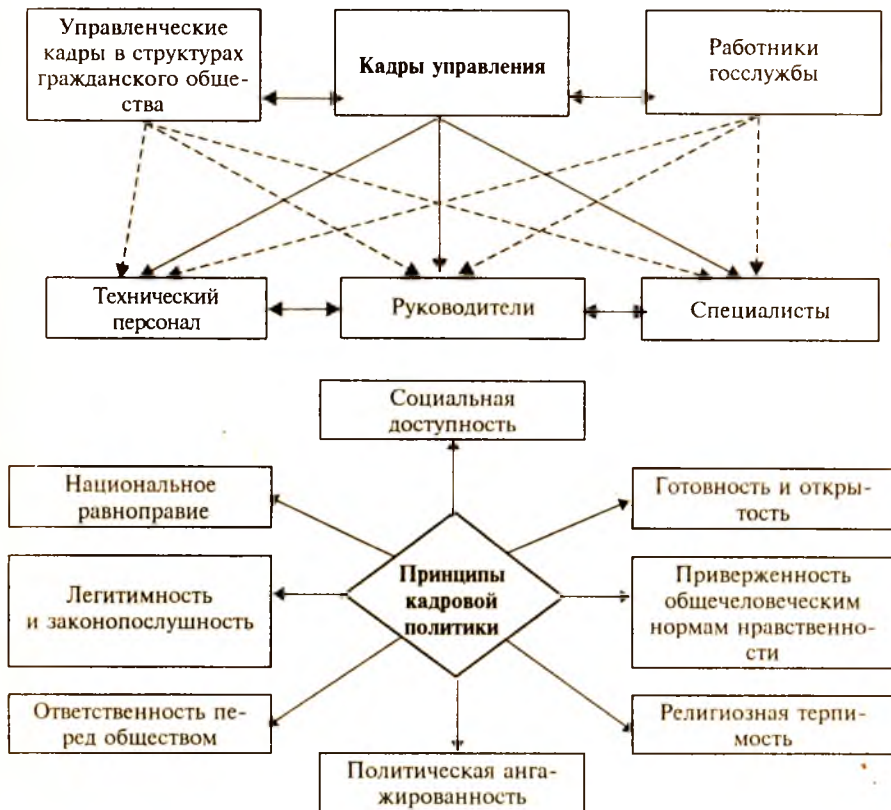 Управленческие
кадры в структурах
гражданского обще-
ства
Кадры управления
Работники
госслужбы
Технический
персонал
Руководители
Специалисты
Социальная
доступность
Национальное
равноправие
Готовность и откры-
тость
Легитимность
и законопослушность
Принципы
кадровой
политики
Приверженность
общечеловеческим
нормам нравственно-
сти
Ответственность пе-
ред обществом
Религиозная терпи-
мость
Политическая анга-
жированность